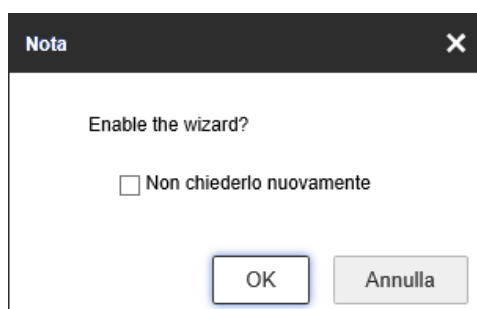 Nota
Enable the wizard?
Non chiederlo nuovamente
OK Annulla